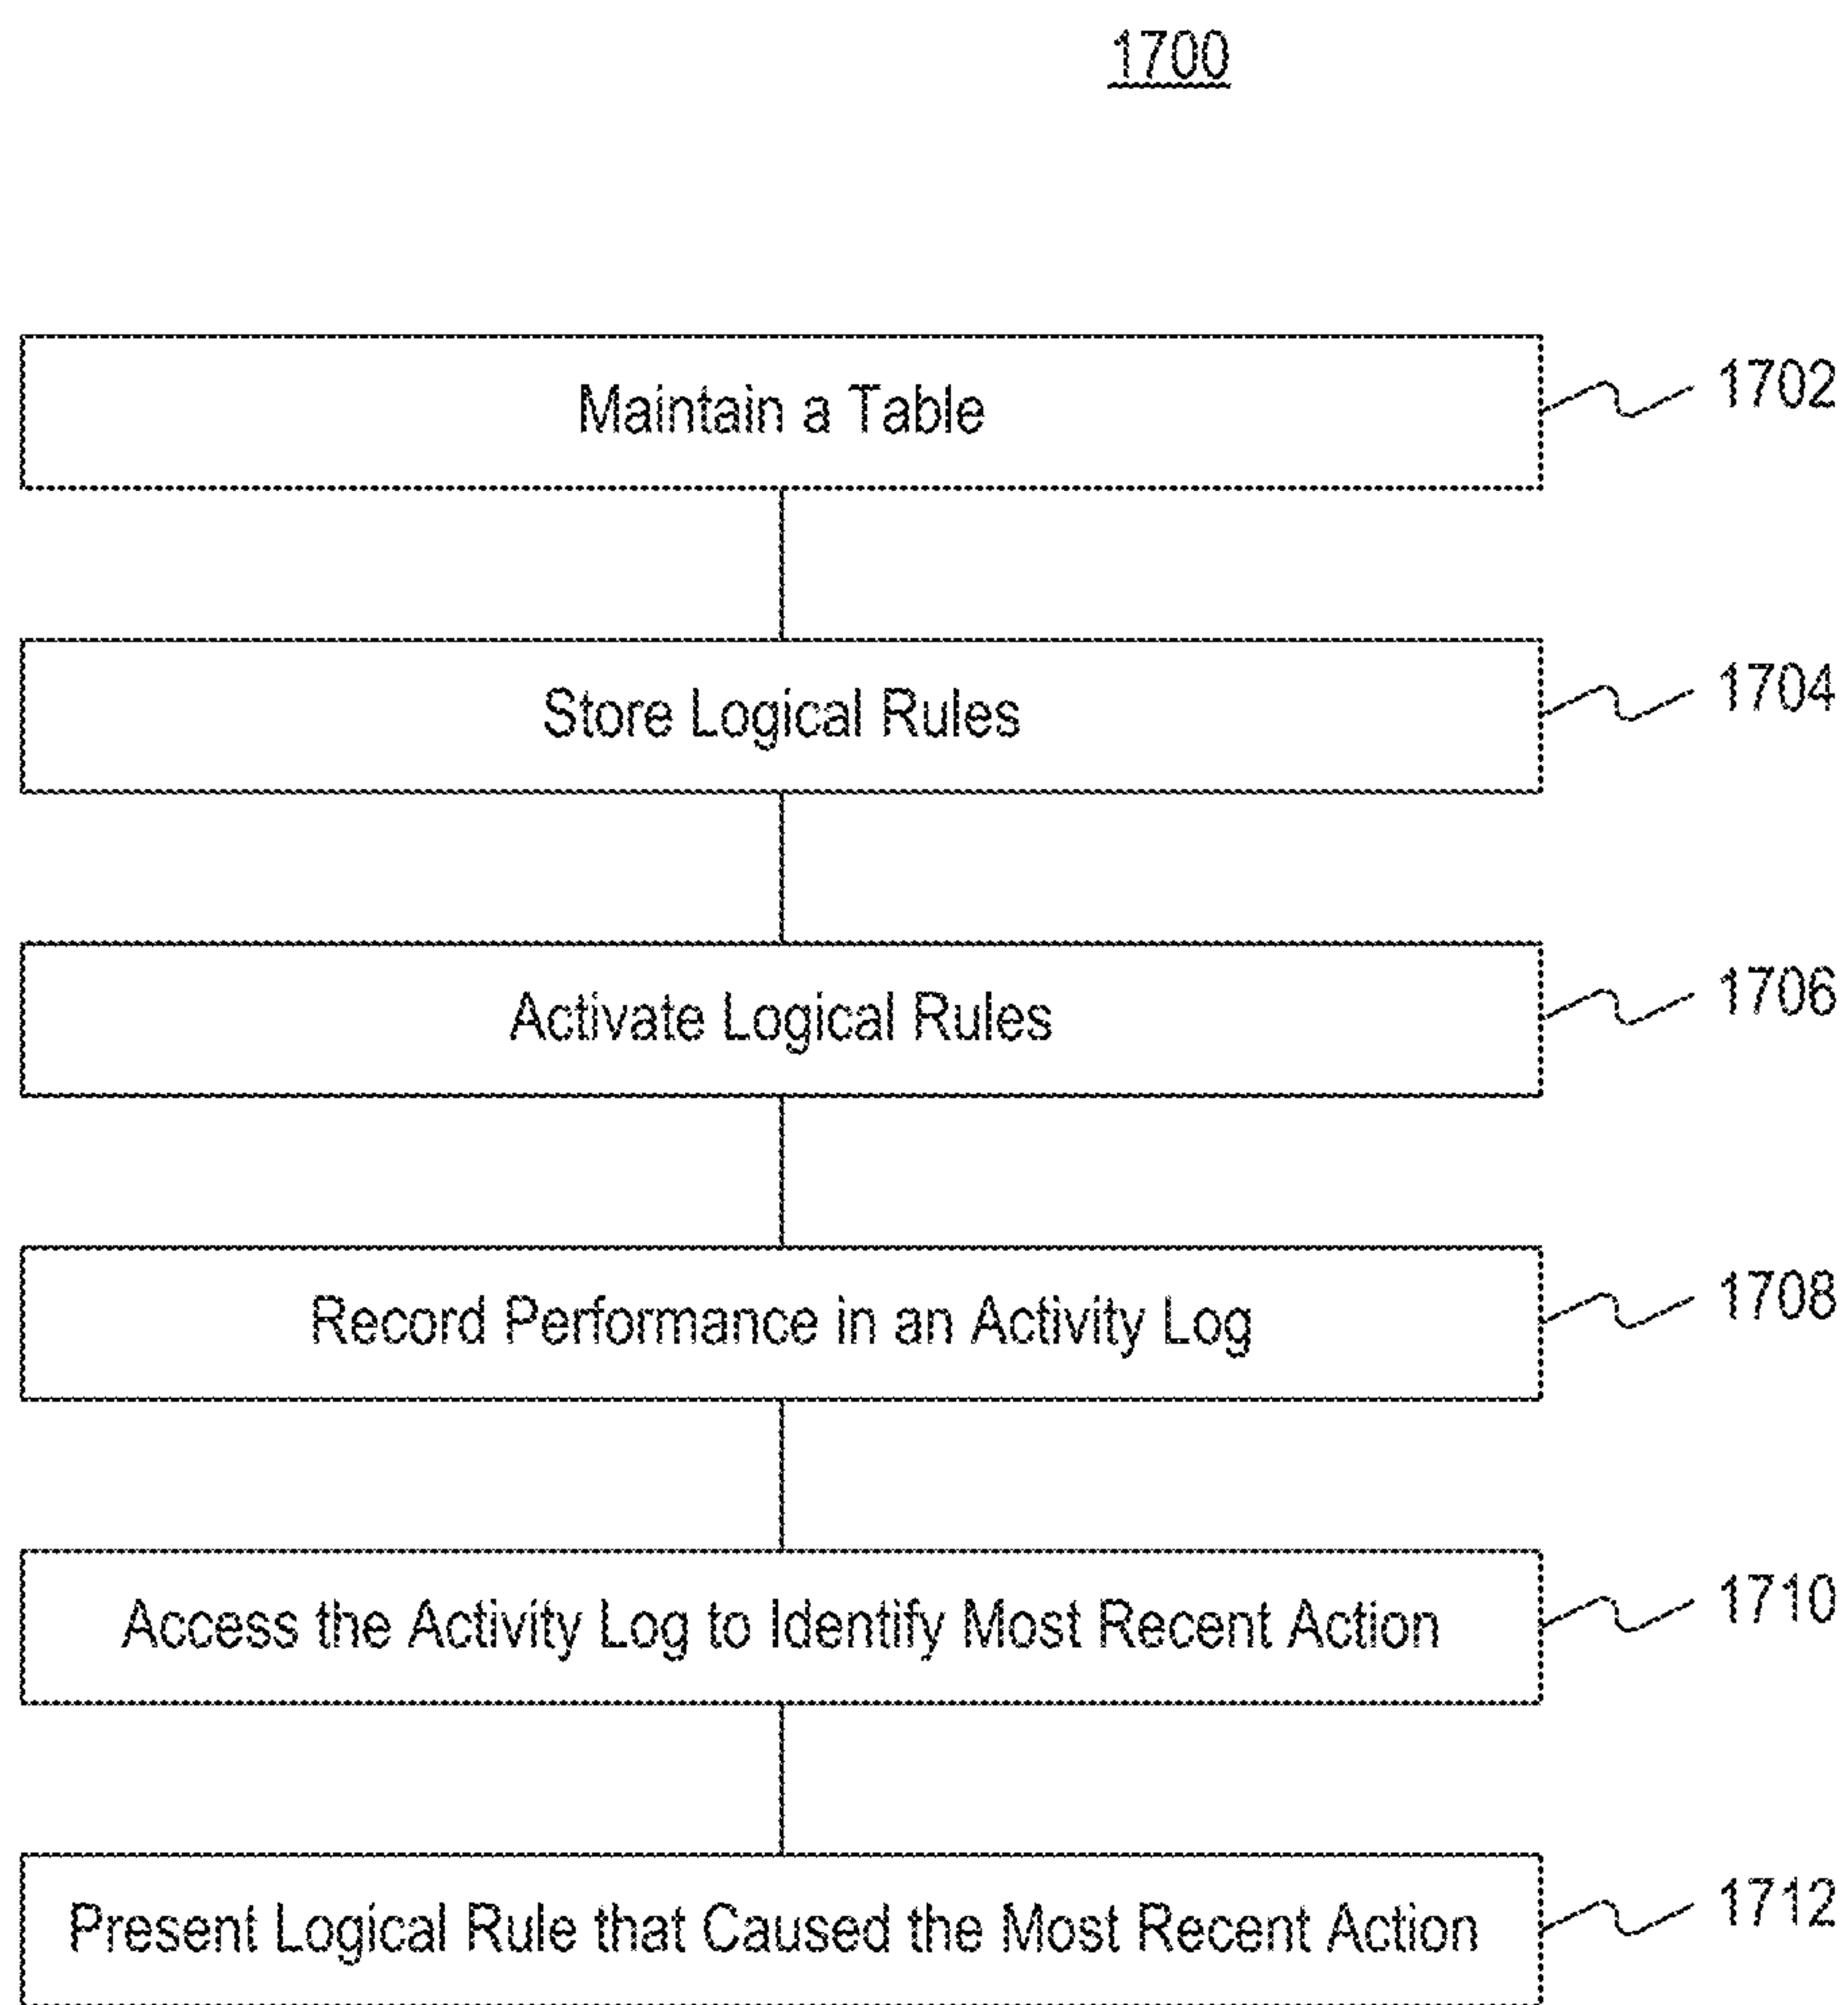 1700
Maintain a Table
1702
Store Logical Rules
1704
Activate Logical Rules
1706
Record Performance in an Activity Log
1708
Access the Activity Log to Identify Most Recent Action
1710
Present Logical Rule that Caused the Most Recent Action
1712